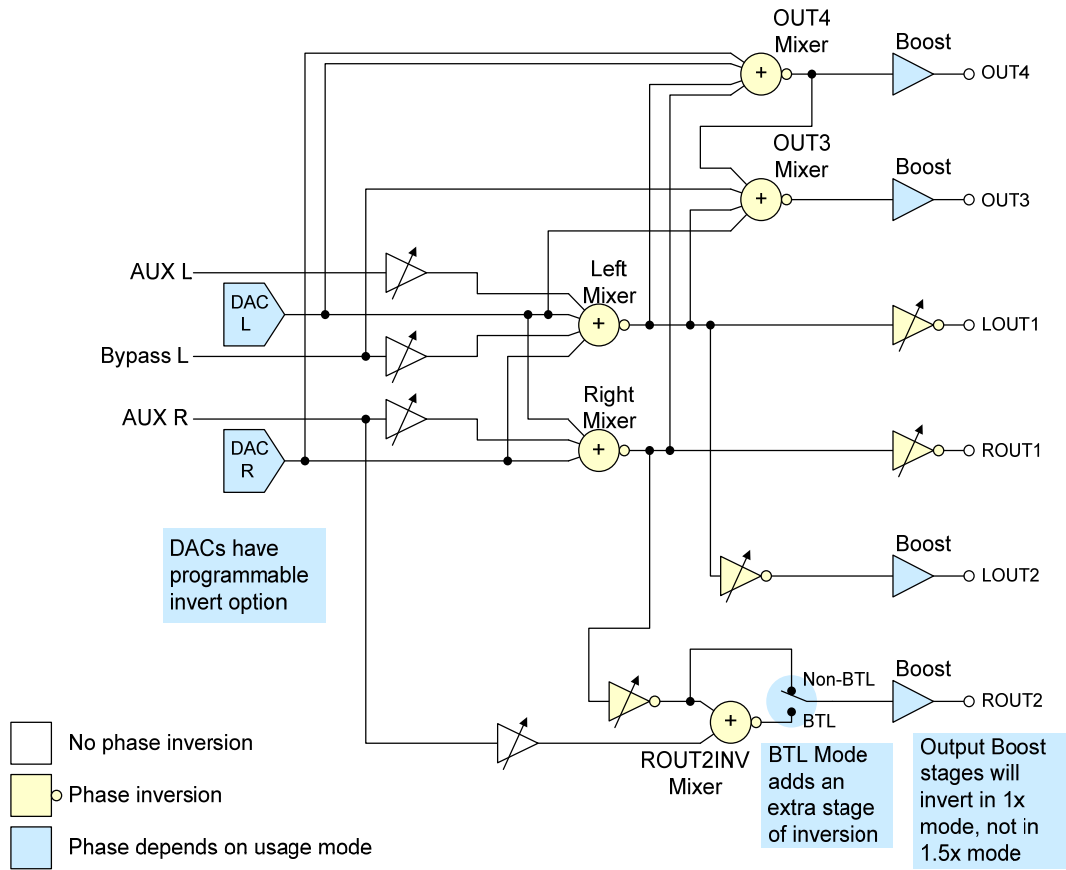 OUT4
Mixer
Boost
+
OUT4
OUT3
Mixer
Boost
+
OUT3
AUX L
Left
Mixer
DAC
L
+
LOUT1
Bypass L
Right
Mixer
AUX R
DAC
R
+
ROUT1
DACs have
programmable
invert option
Boost
LOUT2
Boost
Non-BTL
ROUT2
+
BTL
ROUT2INV
Mixer
BTL Mode
adds an
extra stage
of inversion
Output Boost
stages will
invert in 1x
mode, not in
1.5x mode
No phase inversion
Phase inversion
Phase depends on usage mode